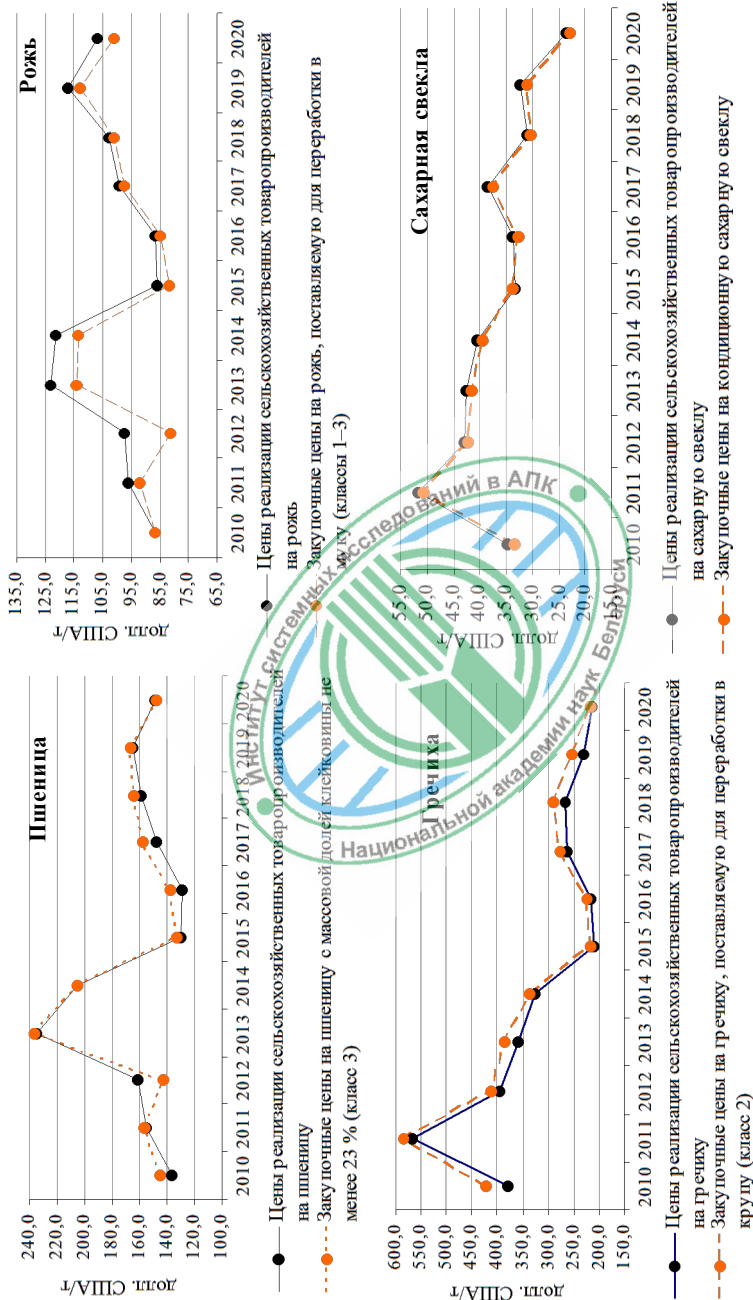 Пшеница
долл. США/т
240,0
220,0
200,0
180,0
160,0
140,0
120,0
100,0
2010 2011 2012 2013 2014 2015 2016 2017 2018 2019 2020
Цены реализации сельскохозяйственных товаропроизводителей
на пшеницу
Закупочные цены на пшеницу с массовой долей клейковины не
менее 23 % (класс 3)
Рожь
долл. США/т
135,0
125,0
115,0
105,0
95,0
85,0
75,0
65,0
2010 2011 2012 2013 2014 2015 2016 2017 2018 2019 2020
Цены реализации сельскохозяйственных товаропроизводителей
на рожь
Закупочные цены на рожь, поставляемую для переработки в
муку (классы 1–3)
Гречиха
долл. США/т
600,0
550,0
500,0
450,0
400,0
350,0
300,0
250,0
200,0
150,0
2010 2011 2012 2013 2014 2015 2016 2017 2018 2019 2020
Цены реализации сельскохозяйственных товаропроизводителей
на гречиху
Закупочные цены на гречиху, поставляемую для переработки в
крупу (класс 2)
Сахарная свекла
долл. США/т
55,0
50,0
45,0
40,0
35,0
30,0
25,0
20,0
15,0
2010 2011 2012 2013 2014 2015 2016 2017 2018 2019 2020
Цены реализации сельскохозяйственных товаропроизводителей
на сахарную свеклу
Закупочные цены на кондиционную сахарную свеклу
Институт системных исследований в АПК
Национальной академии наук Беларуси